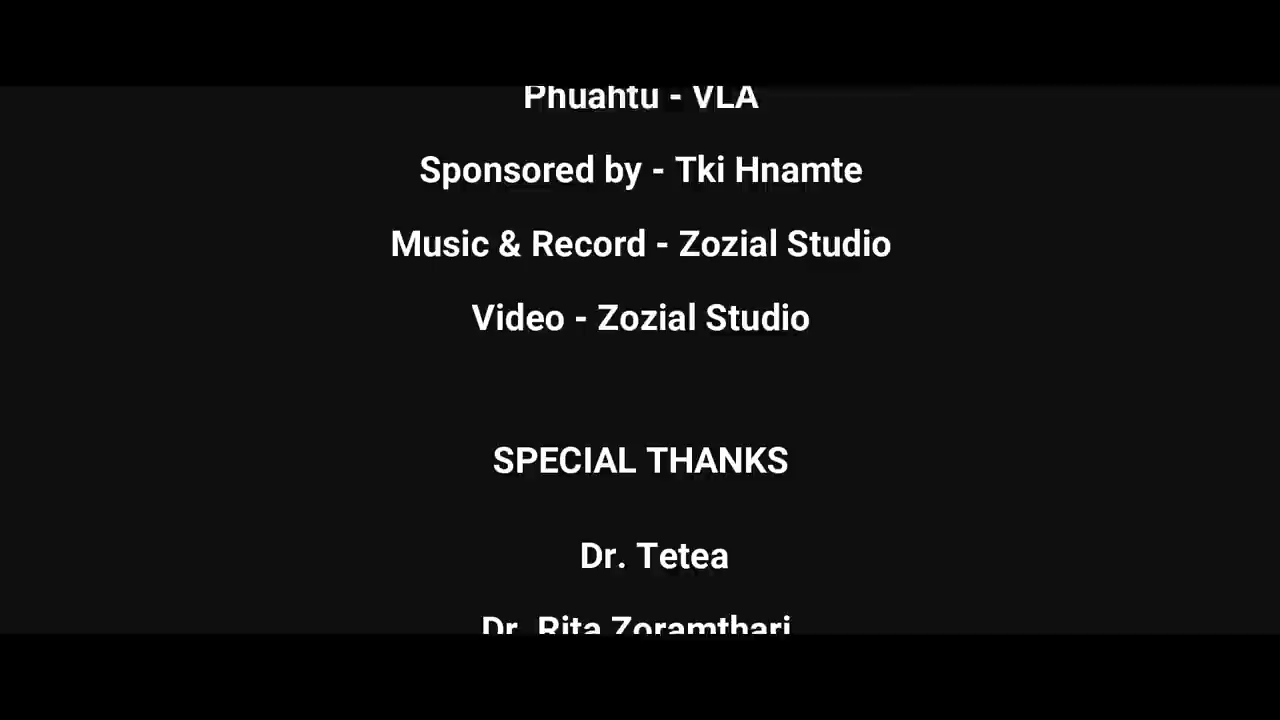 Phuahtu - VLA
Sponsored by - Tki Hnamte
Music & Record - Zozial Studio
Video - Zozial Studio
SPECIAL THANKS
Dr. Tetea
Dr. Rita Zoramthari